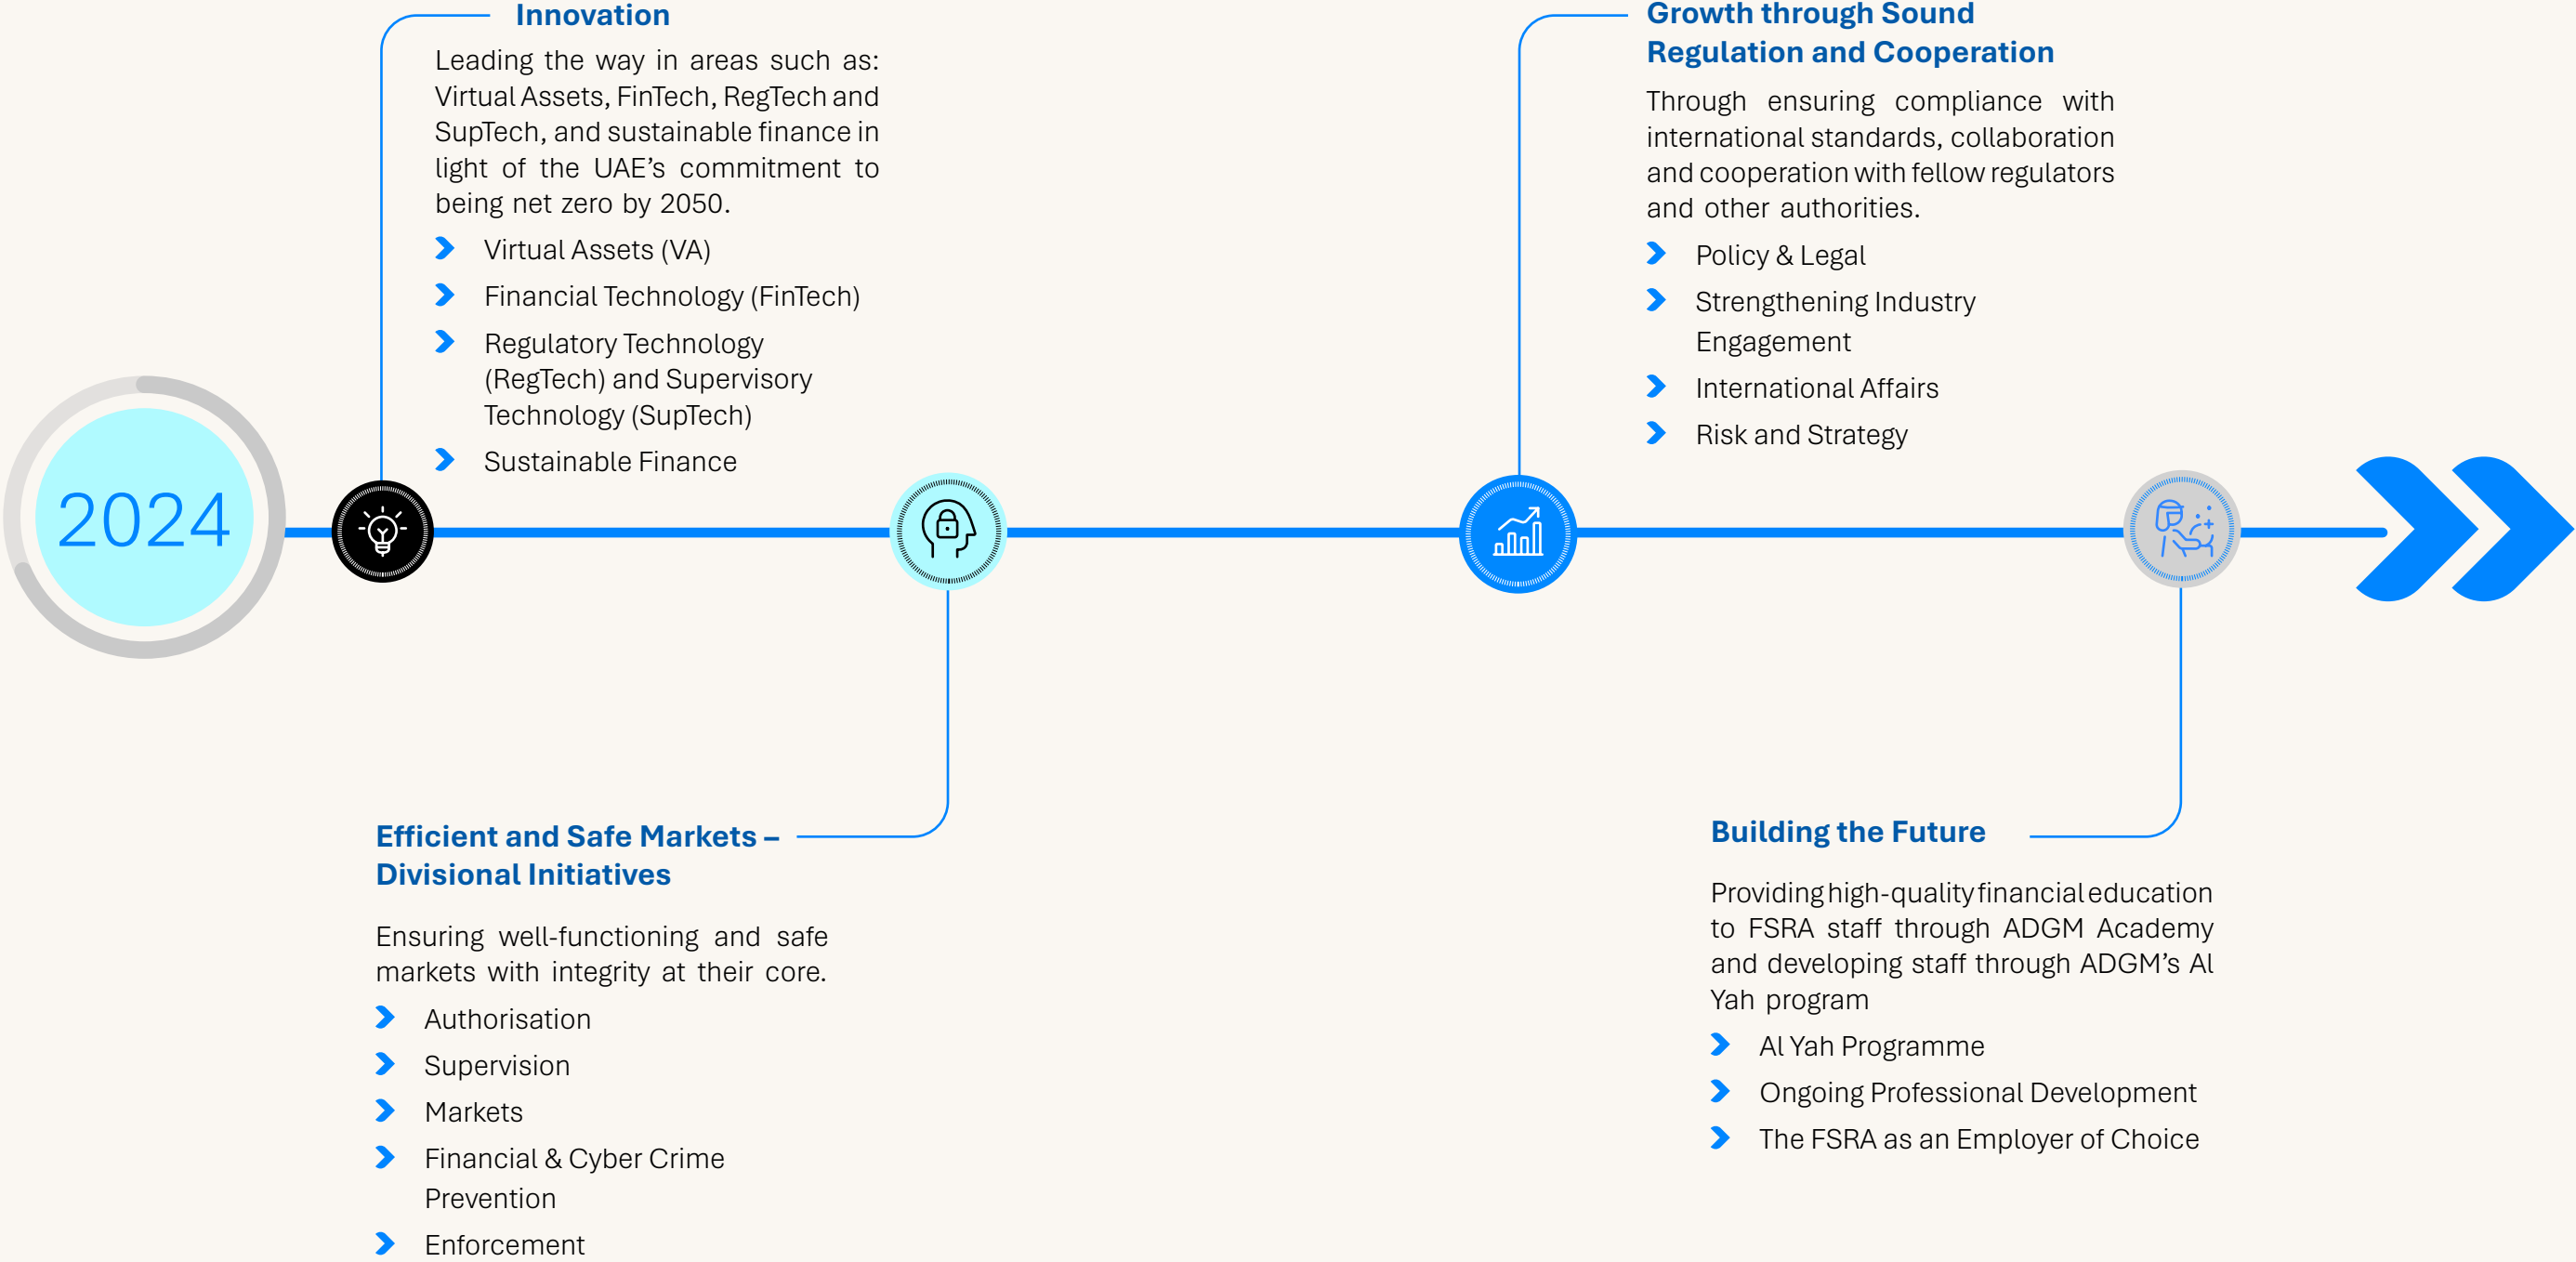 2024
Innovation
Leading the way in areas such as:
Virtual Assets, FinTech, RegTech and
SupTech, and sustainable finance in
light of the UAE’s commitment to
being net zero by 2050.
Virtual Assets (VA)
Financial Technology (FinTech)
Regulatory Technology
(RegTech) and Supervisory
Technology (SupTech)
Sustainable Finance
Efficient and Safe Markets –
Divisional Initiatives
Ensuring well-functioning and safe
markets with integrity at their core.
Authorisation
Supervision
Markets
Financial & Cyber Crime
Prevention
Enforcement
Growth through Sound
Regulation and Cooperation
Through ensuring compliance with
international standards, collaboration
and cooperation with fellow regulators
and other authorities.
Policy & Legal
Strengthening Industry
Engagement
International Affairs
Risk and Strategy
Building the Future
Providing high-quality financial education
to FSRA staff through ADGM Academy
and developing staff through ADGM’s Al
Yah program
Al Yah Programme
Ongoing Professional Development
The FSRA as an Employer of Choice